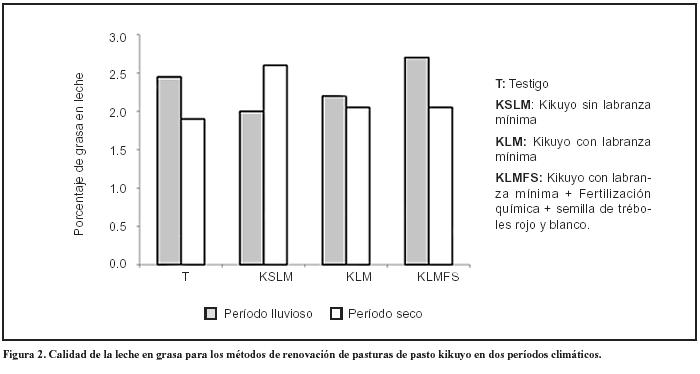 3.0
2.5
2.0
1.5
1.0
0.5
0.0
Porcentaje de grasa en leche
T
KSLM
KLM
KLMFS
Período lluvioso
Período seco
T: Testigo
KSLM: Kikuyo sin labranza
mínima
KLM: Kikuyo con labranza
mínima
KLMFS: Kikuyo con labran-
za mínima + Fertilización
química + semilla de trébo-
les rojo y blanco.
Figura 2. Calidad de la leche en grasa para los métodos de renovación de pasturas de pasto kikuyo en dos períodos climáticos.